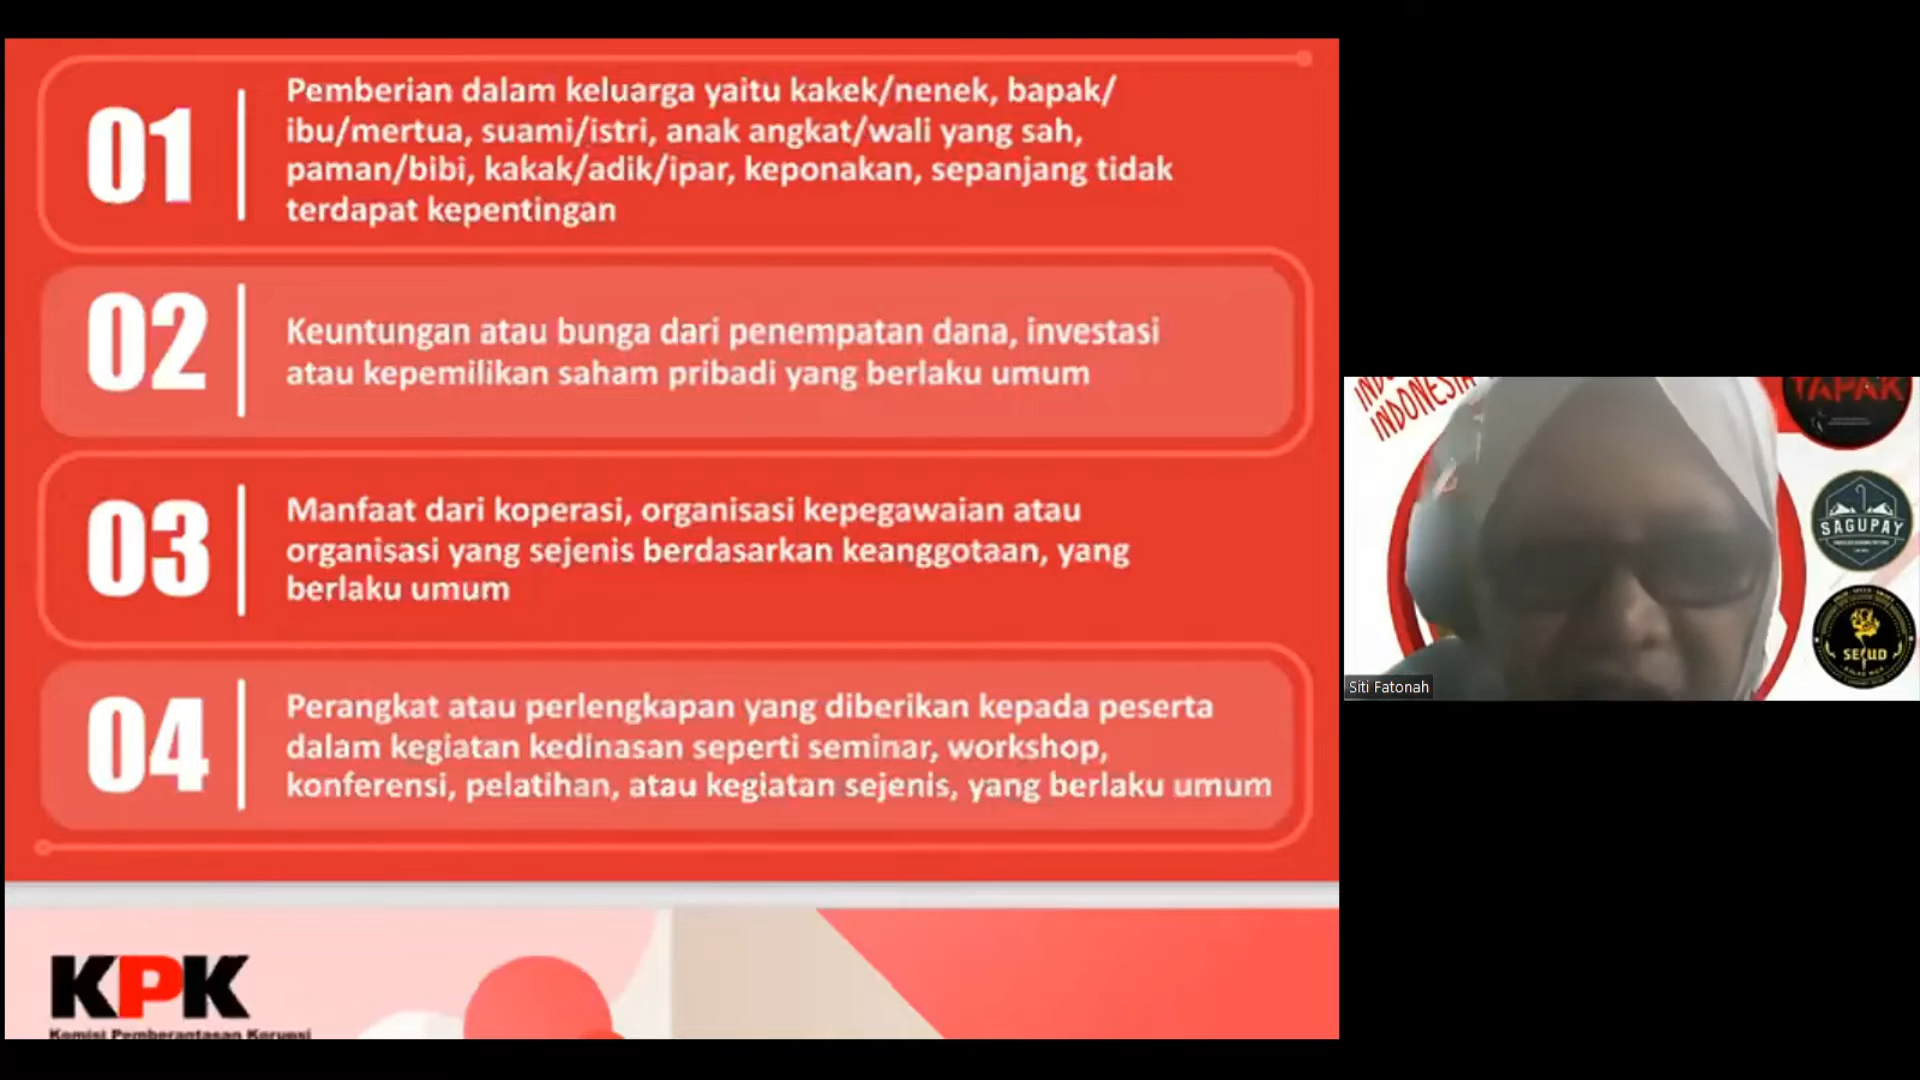 01
Pemberian dalam keluarga yaitu kakek/nenek, bapak/
ibu/mertua, suami/istri, anak angkat/wali yang sah,
paman/bibi, kakak/adik/ipar, keponakan, sepanjang tidak
terdapat kepentingan
02
Keuntungan atau bunga dari penempatan dana, investasi
atau kepemilikan saham pribadi yang berlaku umum
03
Manfaat dari koperasi, organisasi kepegawaian atau
organisasi yang sejenis berdasarkan keanggotaan, yang
berlaku umum
04
Perangkat atau perlengkapan yang diberikan kepada peserta
dalam kegiatan kedinasan seperti seminar, workshop,
konferensi, pelatihan, atau kegiatan sejenis, yang berlaku umum
KPK
Komisi Pemberantasan Korupsi
INDONESIA
TAPAK
SAGUPAY
Siti Fatonah